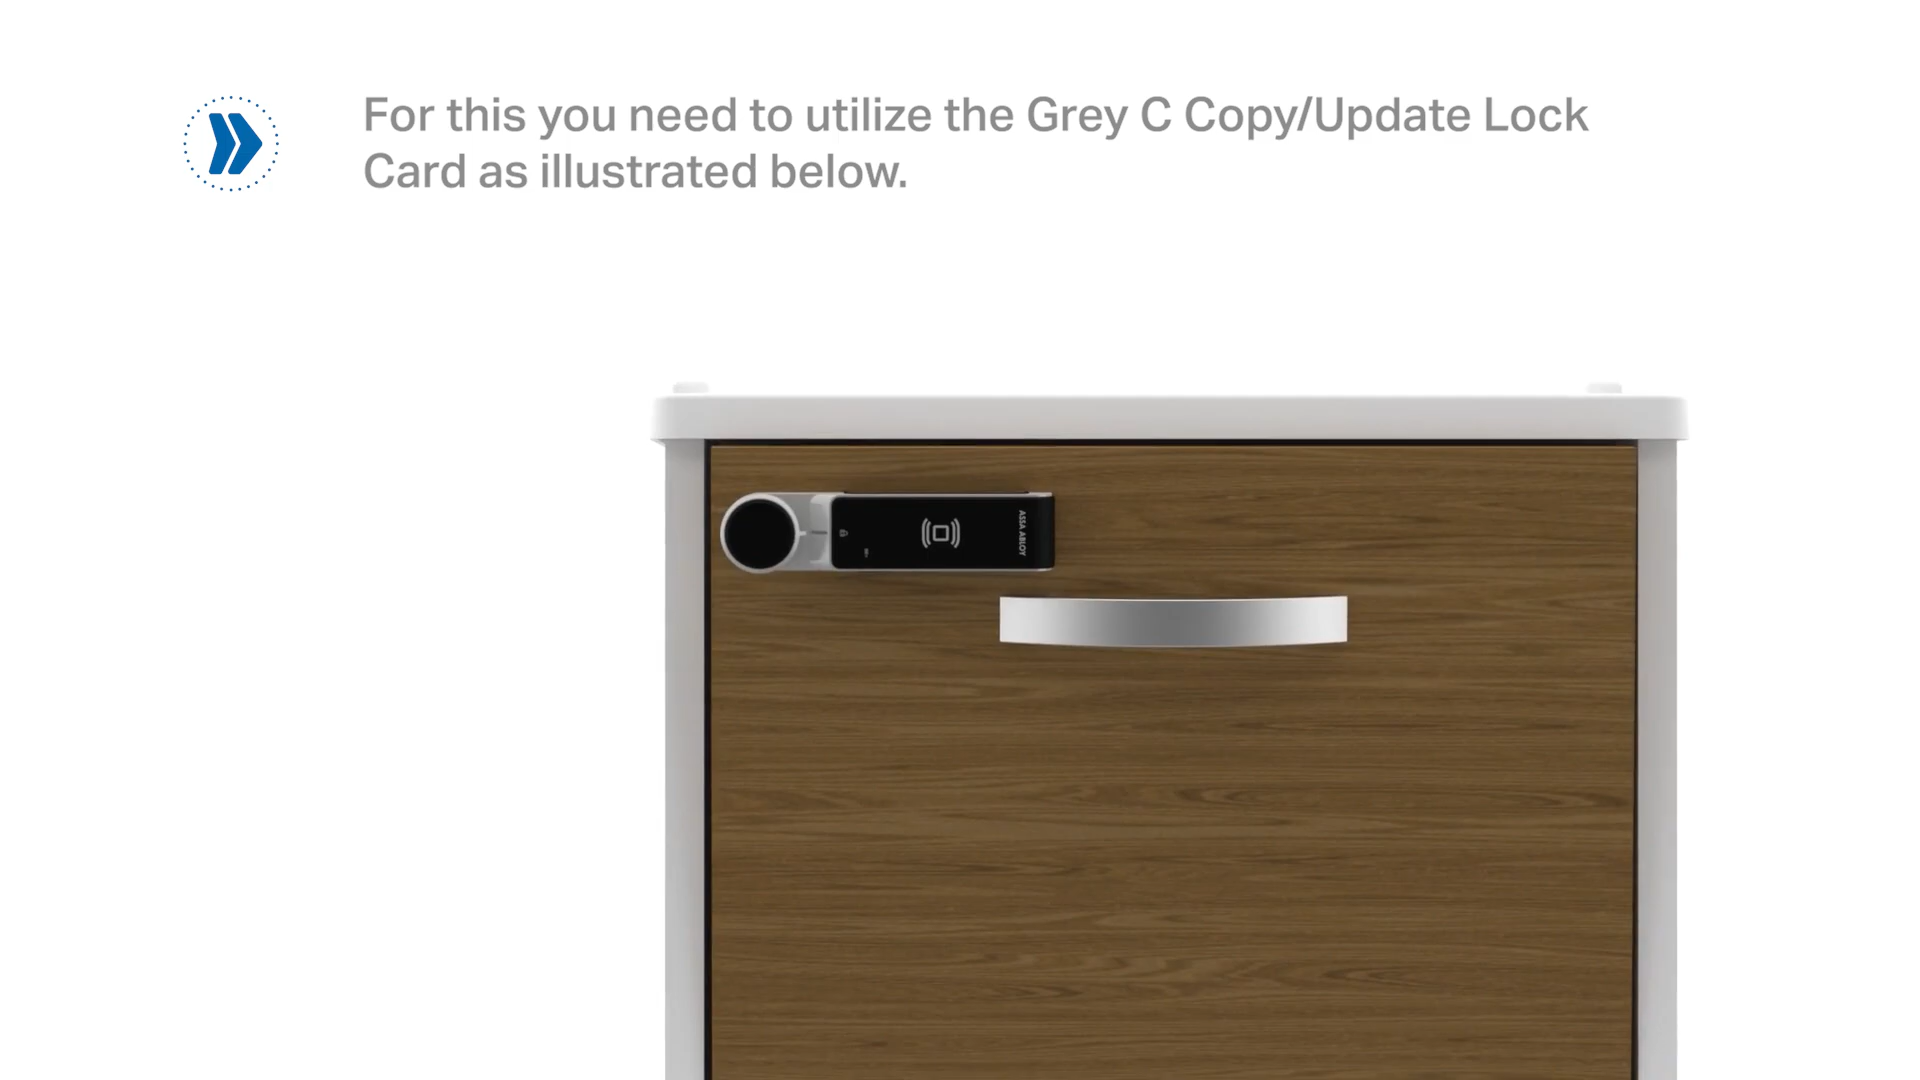 For this you need to utilize the Grey C Copy/Update Lock
Card as illustrated below.
ASSA ABLOY